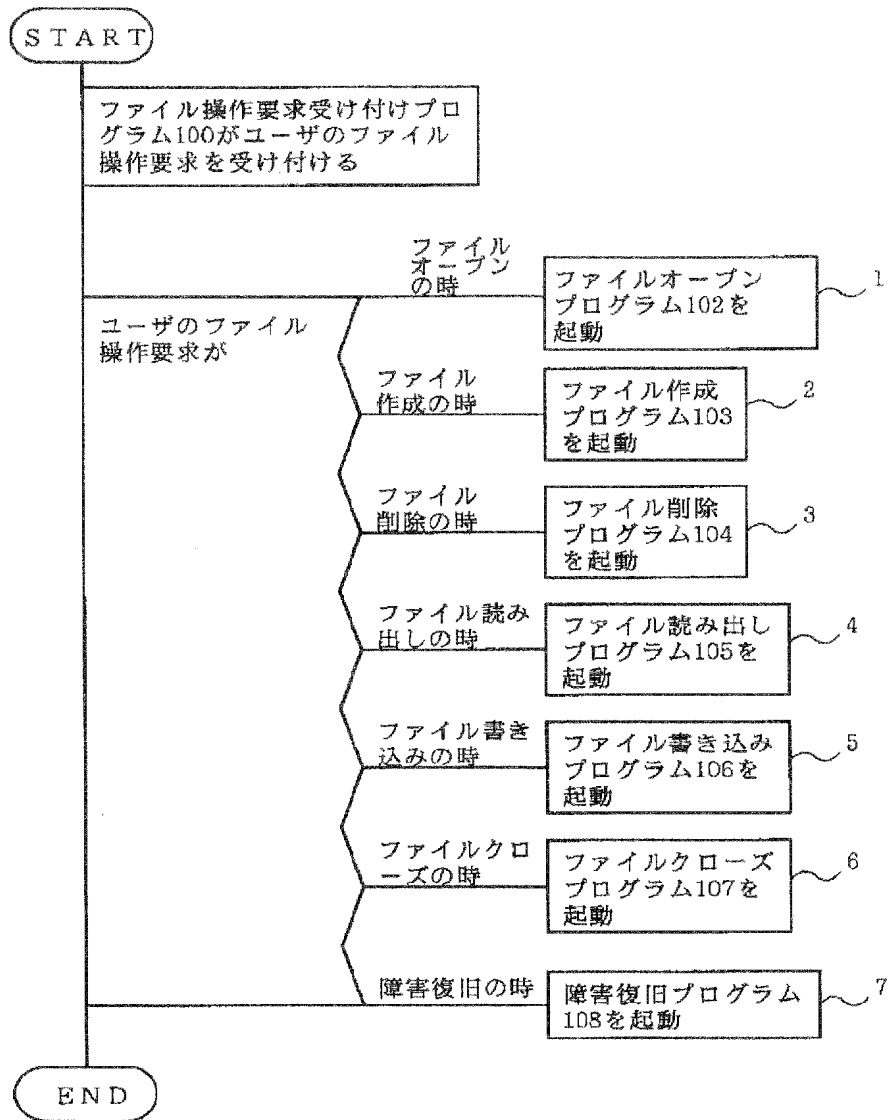 START
ファイル操作要求受け付けプロ
グラム100がユーザのファイル
操作要求を受け付ける
ファイル
オープン
の時
ファイルオープン
プログラム102を
起動
1
ユーザのファイル
操作要求が
ファイル
作成の時
ファイル作成
プログラム103
を起動
2
ファイル
削除の時
ファイル削除
プログラム104
を起動
3
ファイル読み
出しの時
ファイル読み出し
プログラム105を
起動
4
ファイル書き
込みの時
ファイル書き込み
プログラム106を
起動
5
ファイルクロ
ーズの時
ファイルクローズ
プログラム107を
起動
6
障害復旧の時
障害復旧プログラム
108を起動
7
END